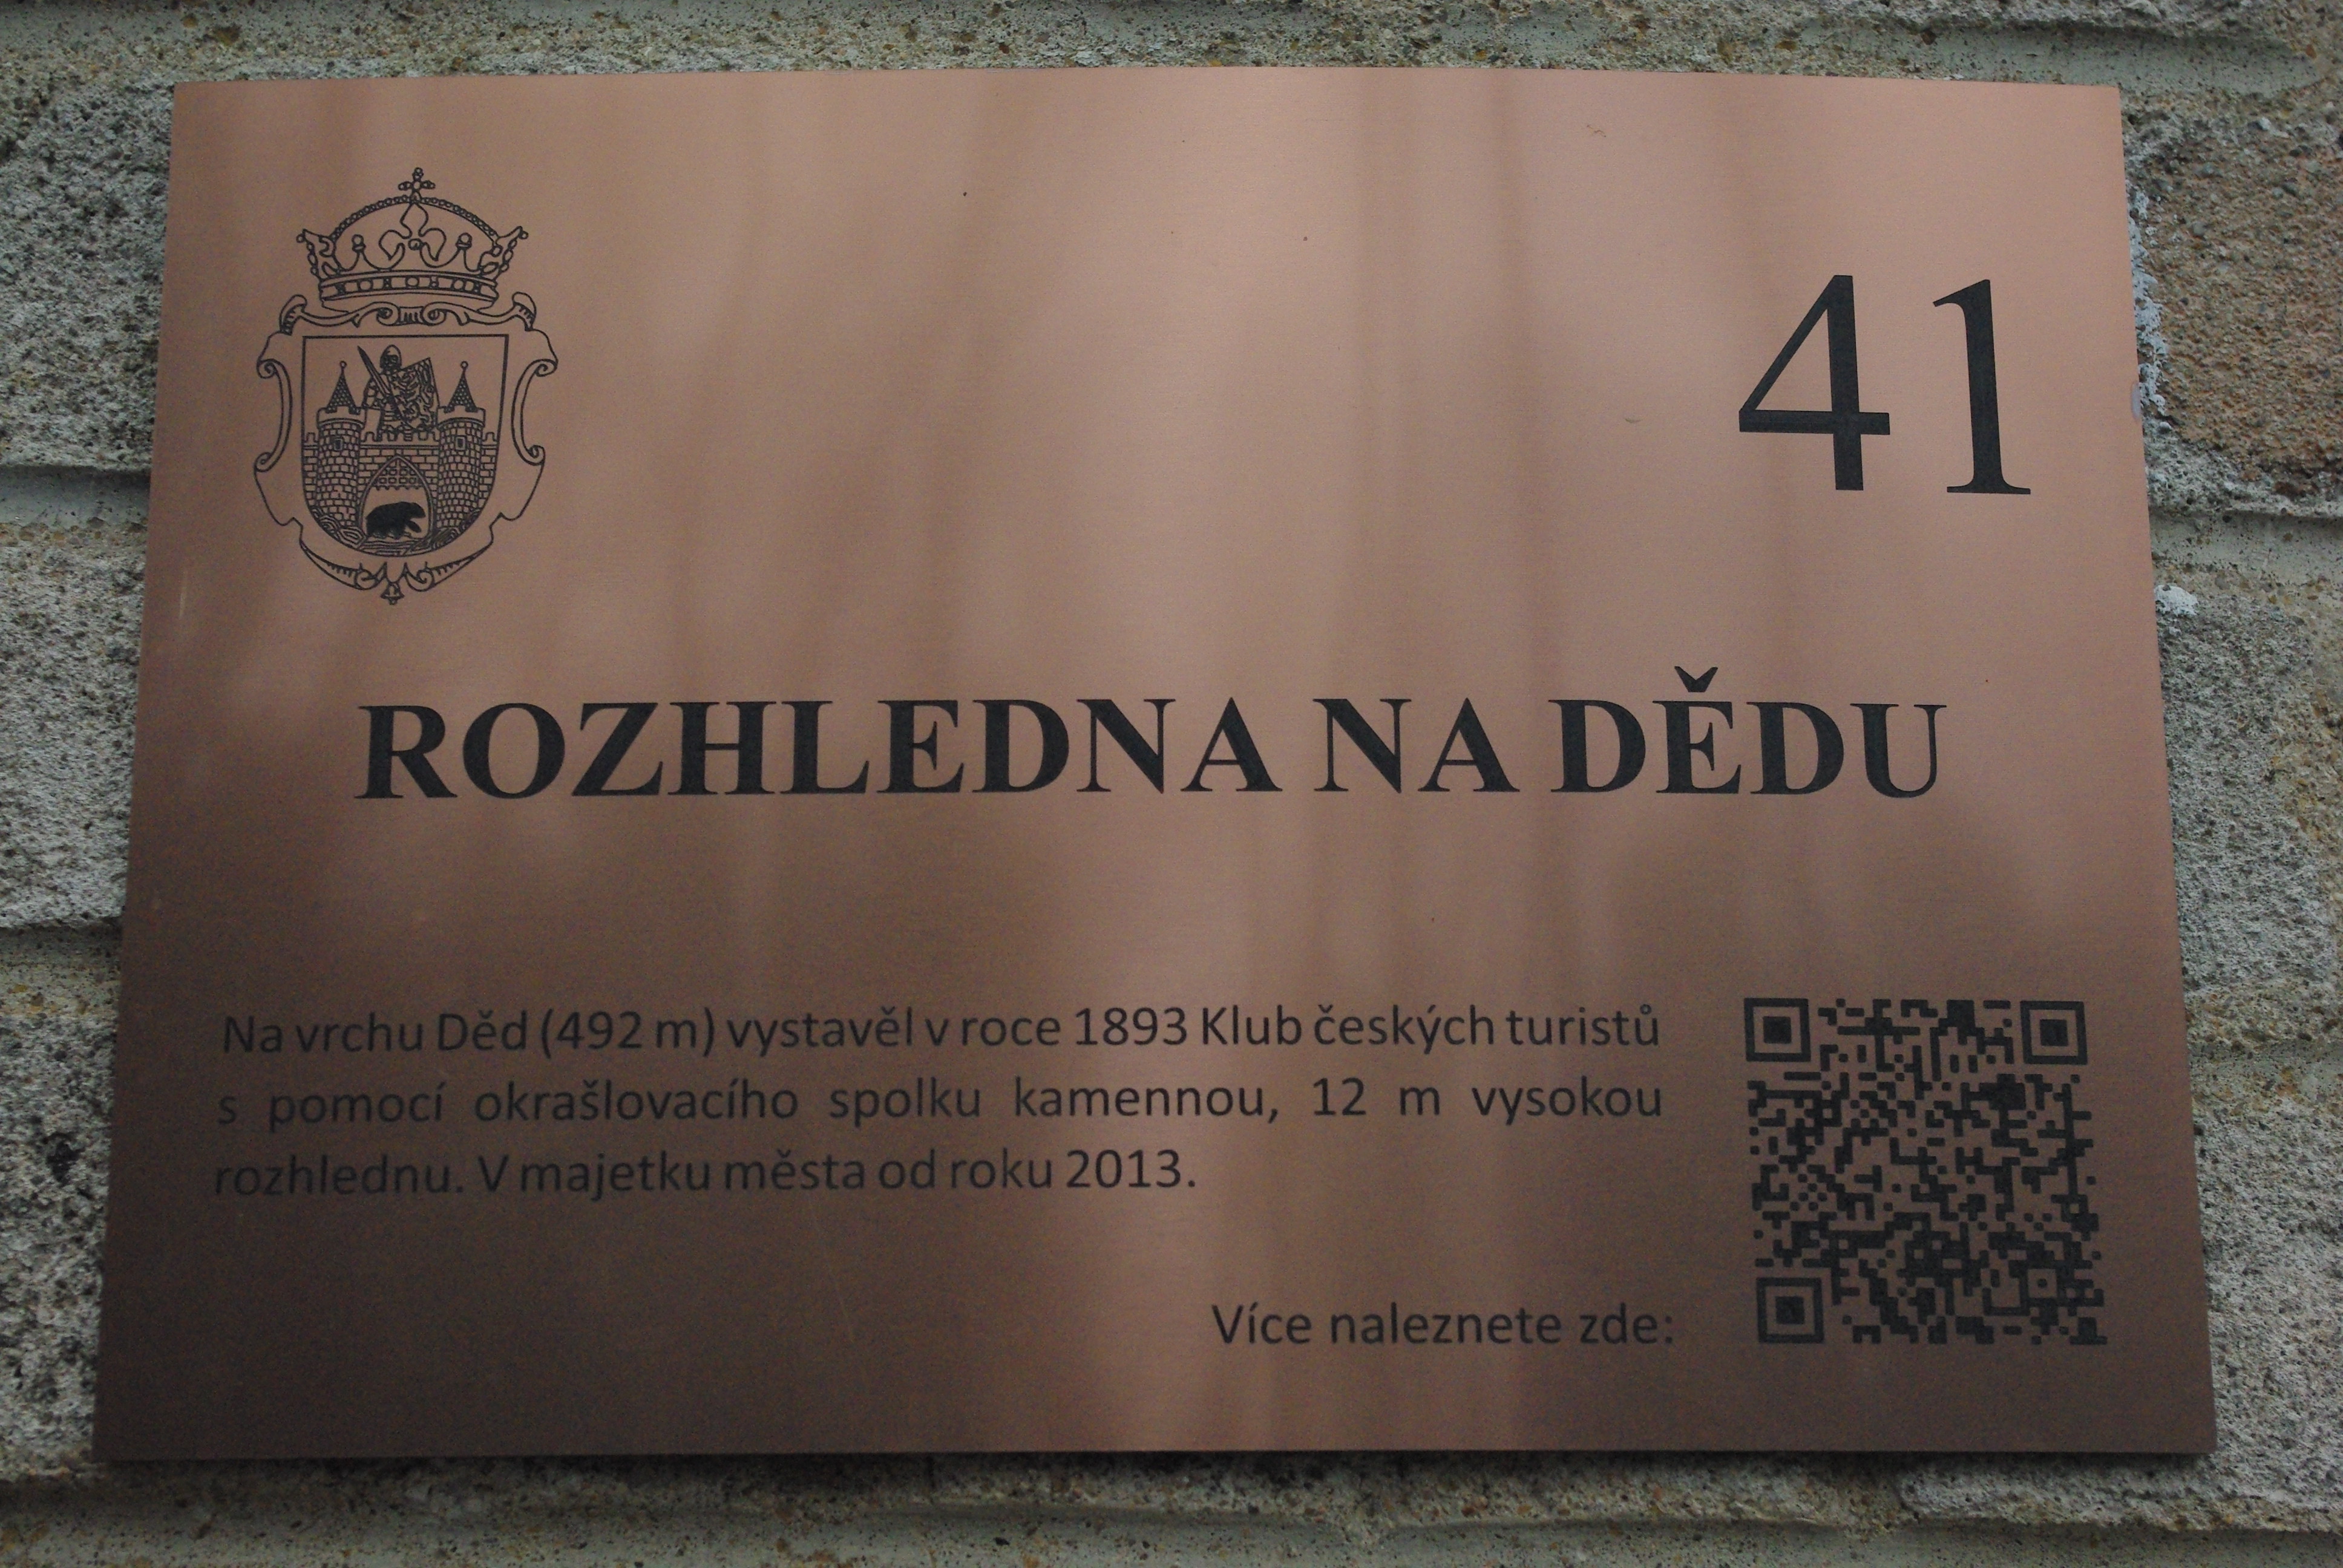 41
ROZHLEDNA NA DĚDU
Na vrchu Děd (492 m) vystavěl v roce 1893 Klub českých turistů
s pomocí okrašlovacího spolku kamennou, 12 m vysokou
rozhlednu. V majetku města od roku 2013.
Více naleznete zde: